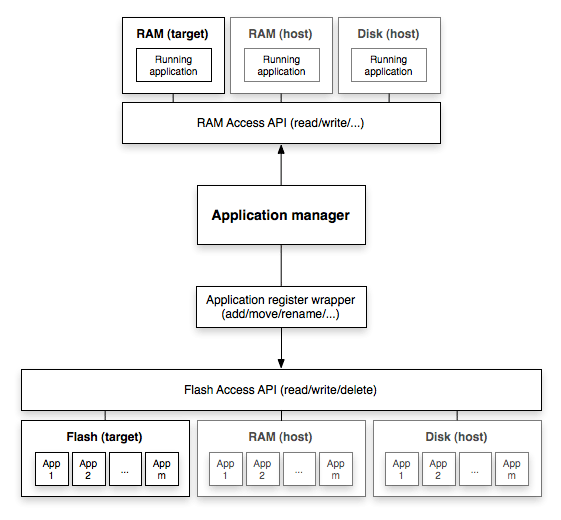 RAM (target)
RAM (host)
Disk (host)
Running
application
Running
application
Running
application
RAM Access API (read/write/...)
Application manager
Application register wrapper
(add/move/rename/...)
Flash Access API (read/write/delete)
Flash (target)
RAM (host)
Disk (host)
App
1
App
2
...
App
m
App
1
App
2
...
App
m
App
1
App
2
...
App
m